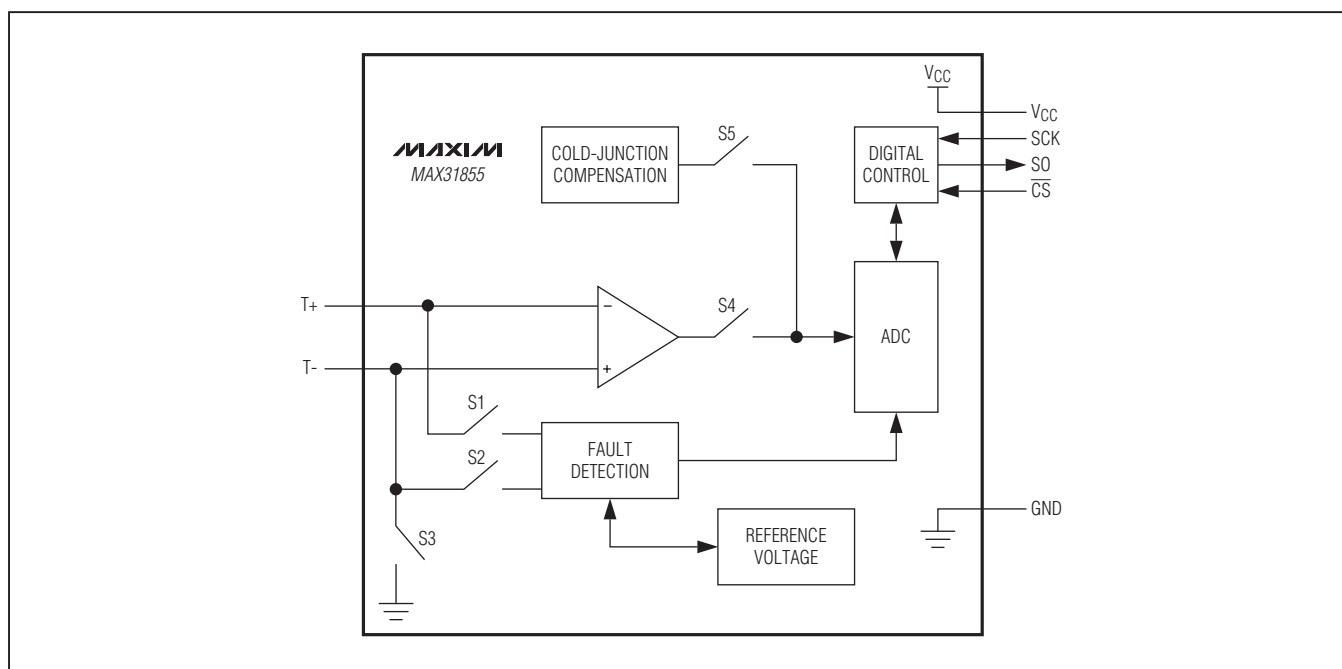 VCC
VCC
SCK
SO
CS
MAXIM
MAX31855
COLD-JUNCTION
COMPENSATION
S5
DIGITAL
CONTROL
T+
−
S4
ADC
T-
+
S1
S2
FAULT
DETECTION
S3
REFERENCE
VOLTAGE
GND